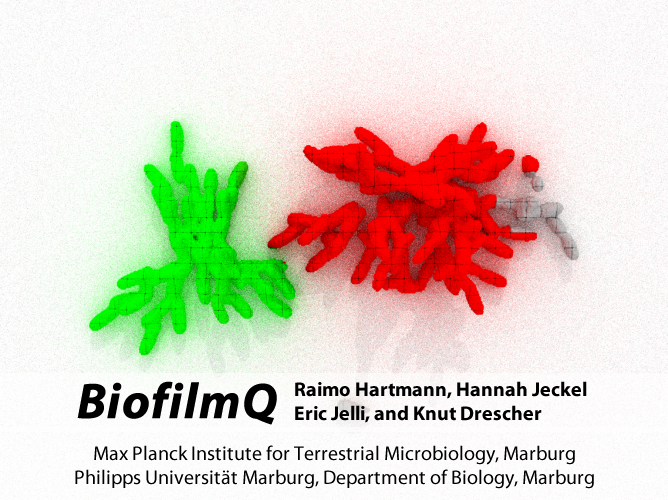 BiofilmQ
Raimo Hartmann, Hannah Jeckel
Eric Jelli, and Knut Drescher
Max Planck Institute for Terrestrial Microbiology, Marburg
Philipps Universität Marburg, Department of Biology, Marburg